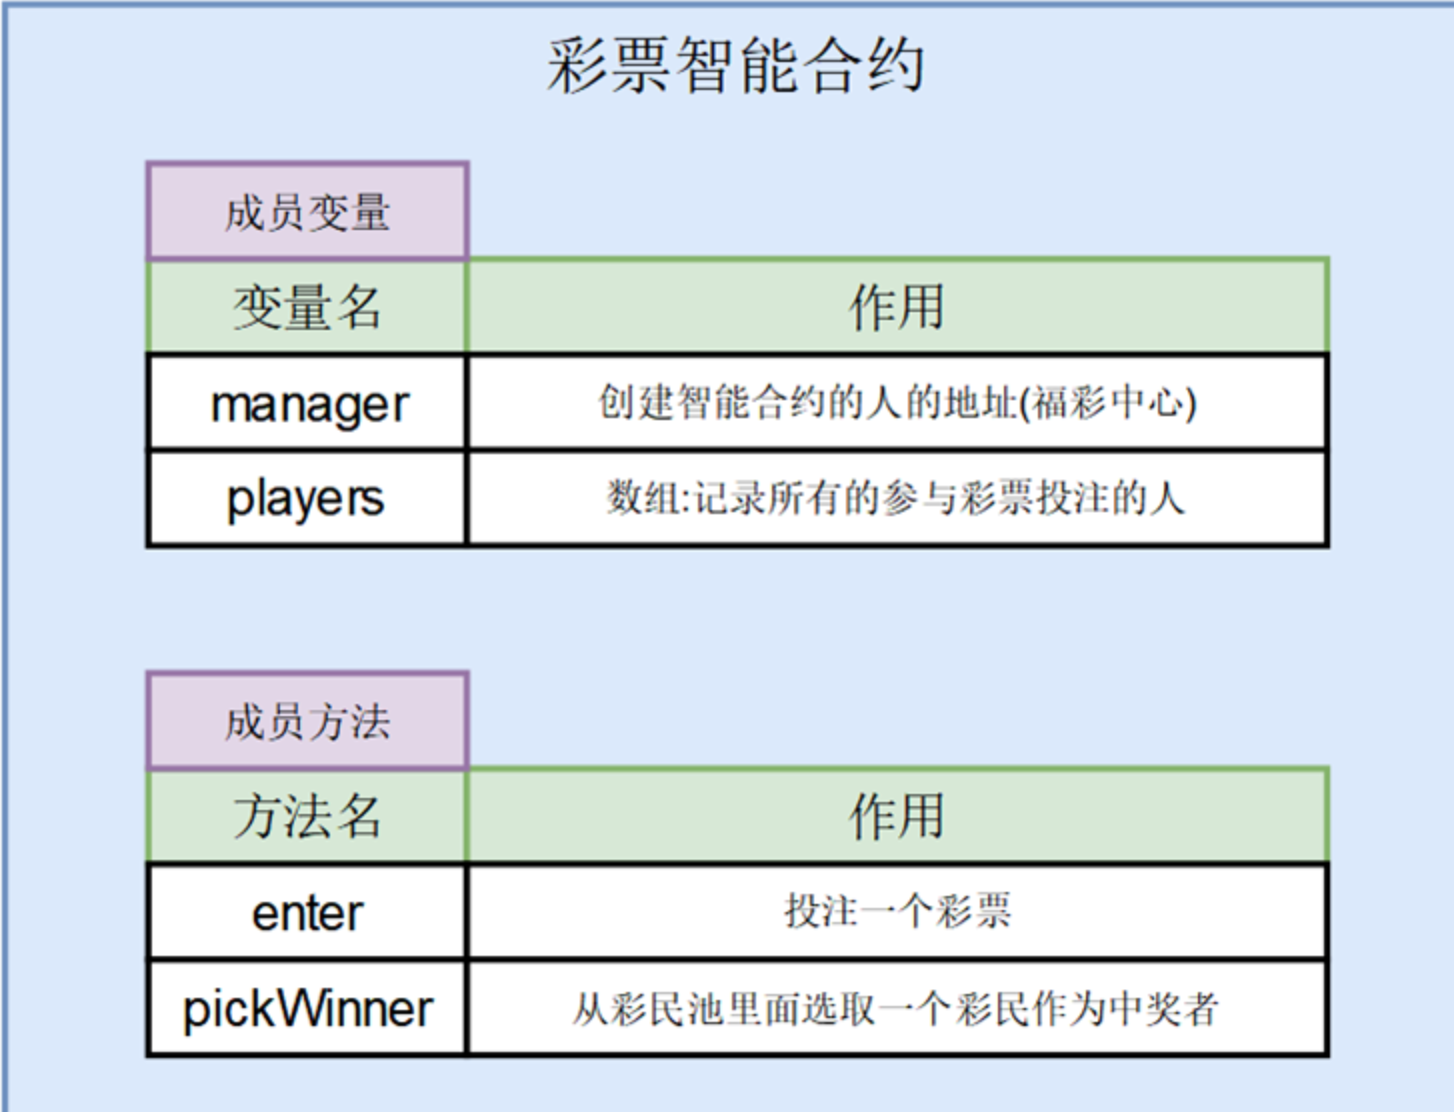 彩票智能合约
成员变量
变量名 作用
manager 创建智能合约的人的地址(福彩中心)
players 数组:记录所有的参与彩票投注的人
成员方法
方法名 作用
enter 投注一个彩票
pickWinner 从彩民池里面选取一个彩民作为中奖者